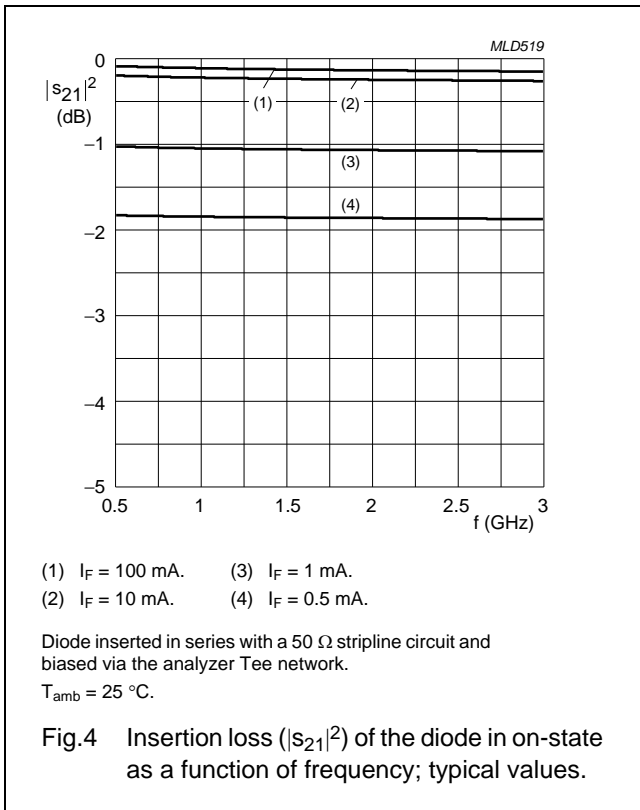 MLD519
0
|s21|²
(dB)
(1)
(2)
−1
(3)
(4)
−2
−3
−4
−5
0.5 1 1.5 2 2.5 3
f (GHz)
(1) IF = 100 mA. (3) IF = 1 mA.
(2) IF = 10 mA. (4) IF = 0.5 mA.
Diode inserted in series with a 50 Ω stripline circuit and
biased via the analyzer Tee network.
Tamb = 25 °C.
Fig.4 Insertion loss (|s21|²) of the diode in on-state
as a function of frequency; typical values.